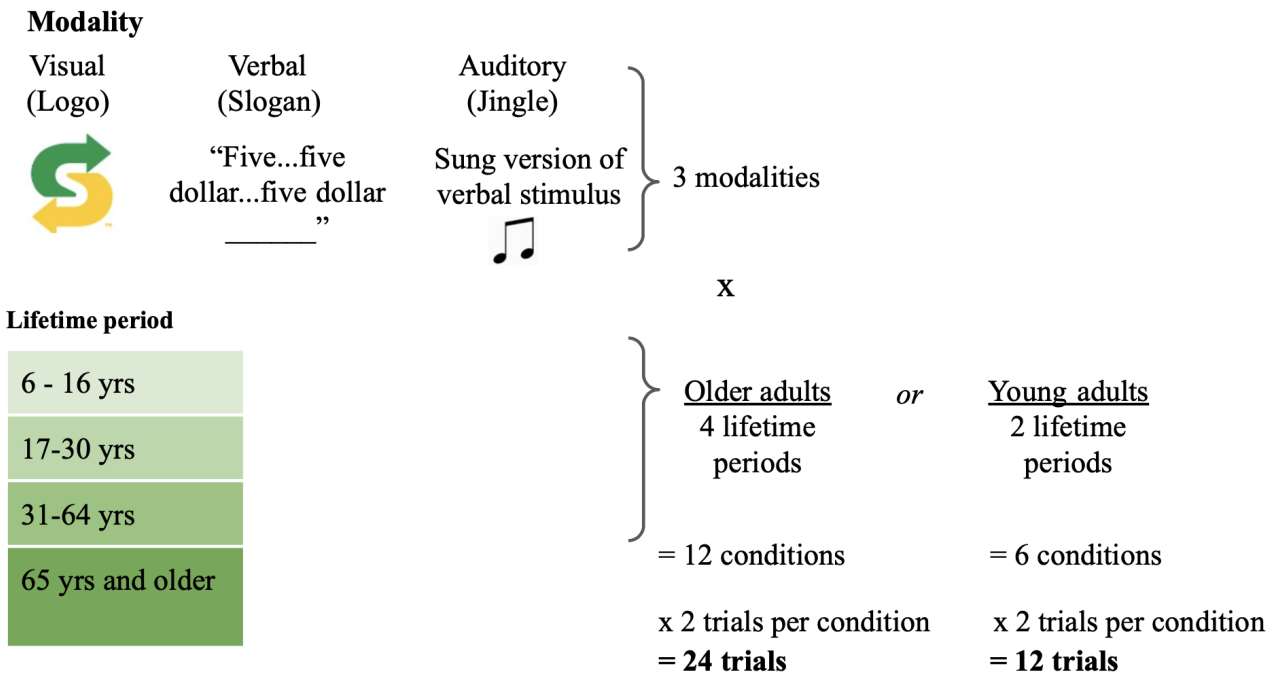 Modality
Visual
(Logo)
Verbal
(Slogan)
Auditory
(Jingle)
“Five...five
dollar...five dollar
______”
Sung version of
verbal stimulus
3 modalities
x
Lifetime period
6 - 16 yrs
17-30 yrs
31-64 yrs
65 yrs and older
Older adults
4 lifetime
periods
or
Young adults
2 lifetime
periods
= 12 conditions
x 2 trials per condition
= 24 trials
= 6 conditions
x 2 trials per condition
= 12 trials